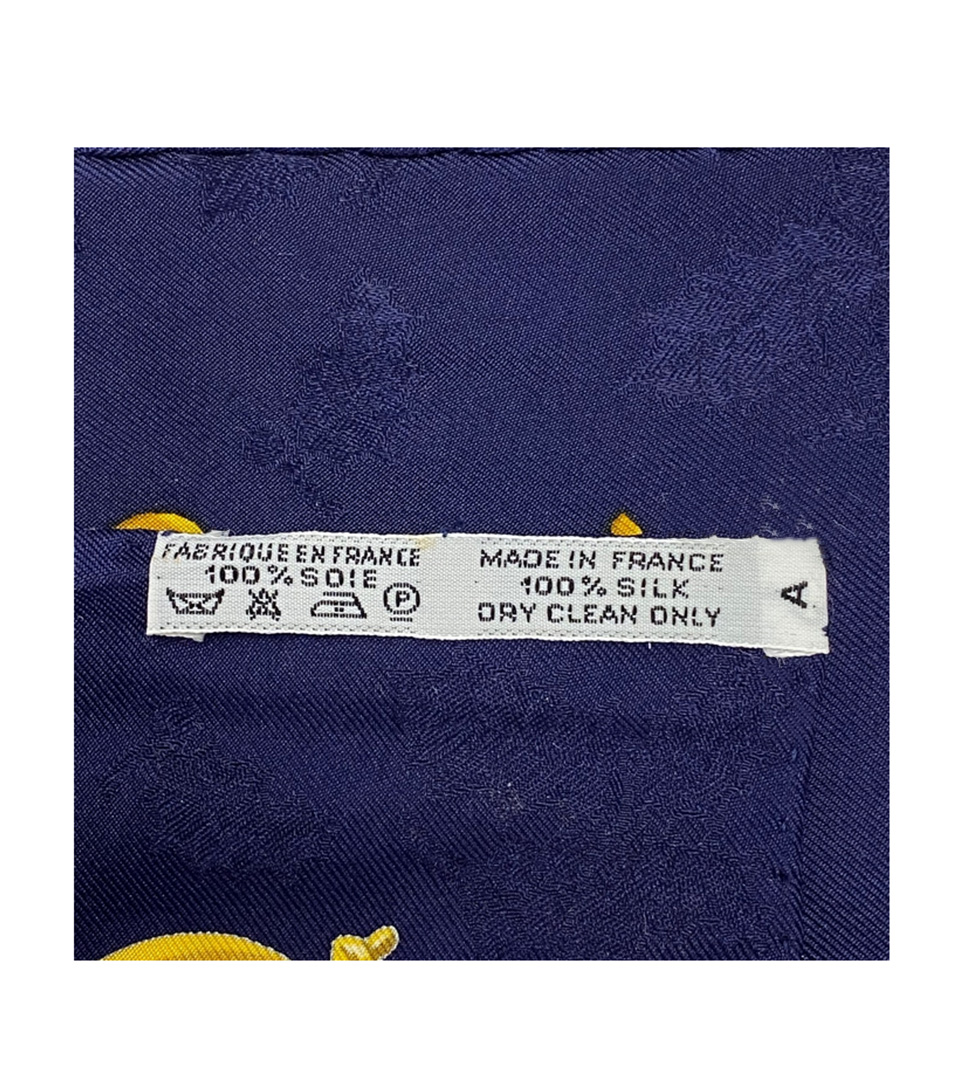 FABRIQUE EN FRANCE
100% SOIE
P
MADE IN FRANCE
100% SILK
DRY CLEAN ONLY
A